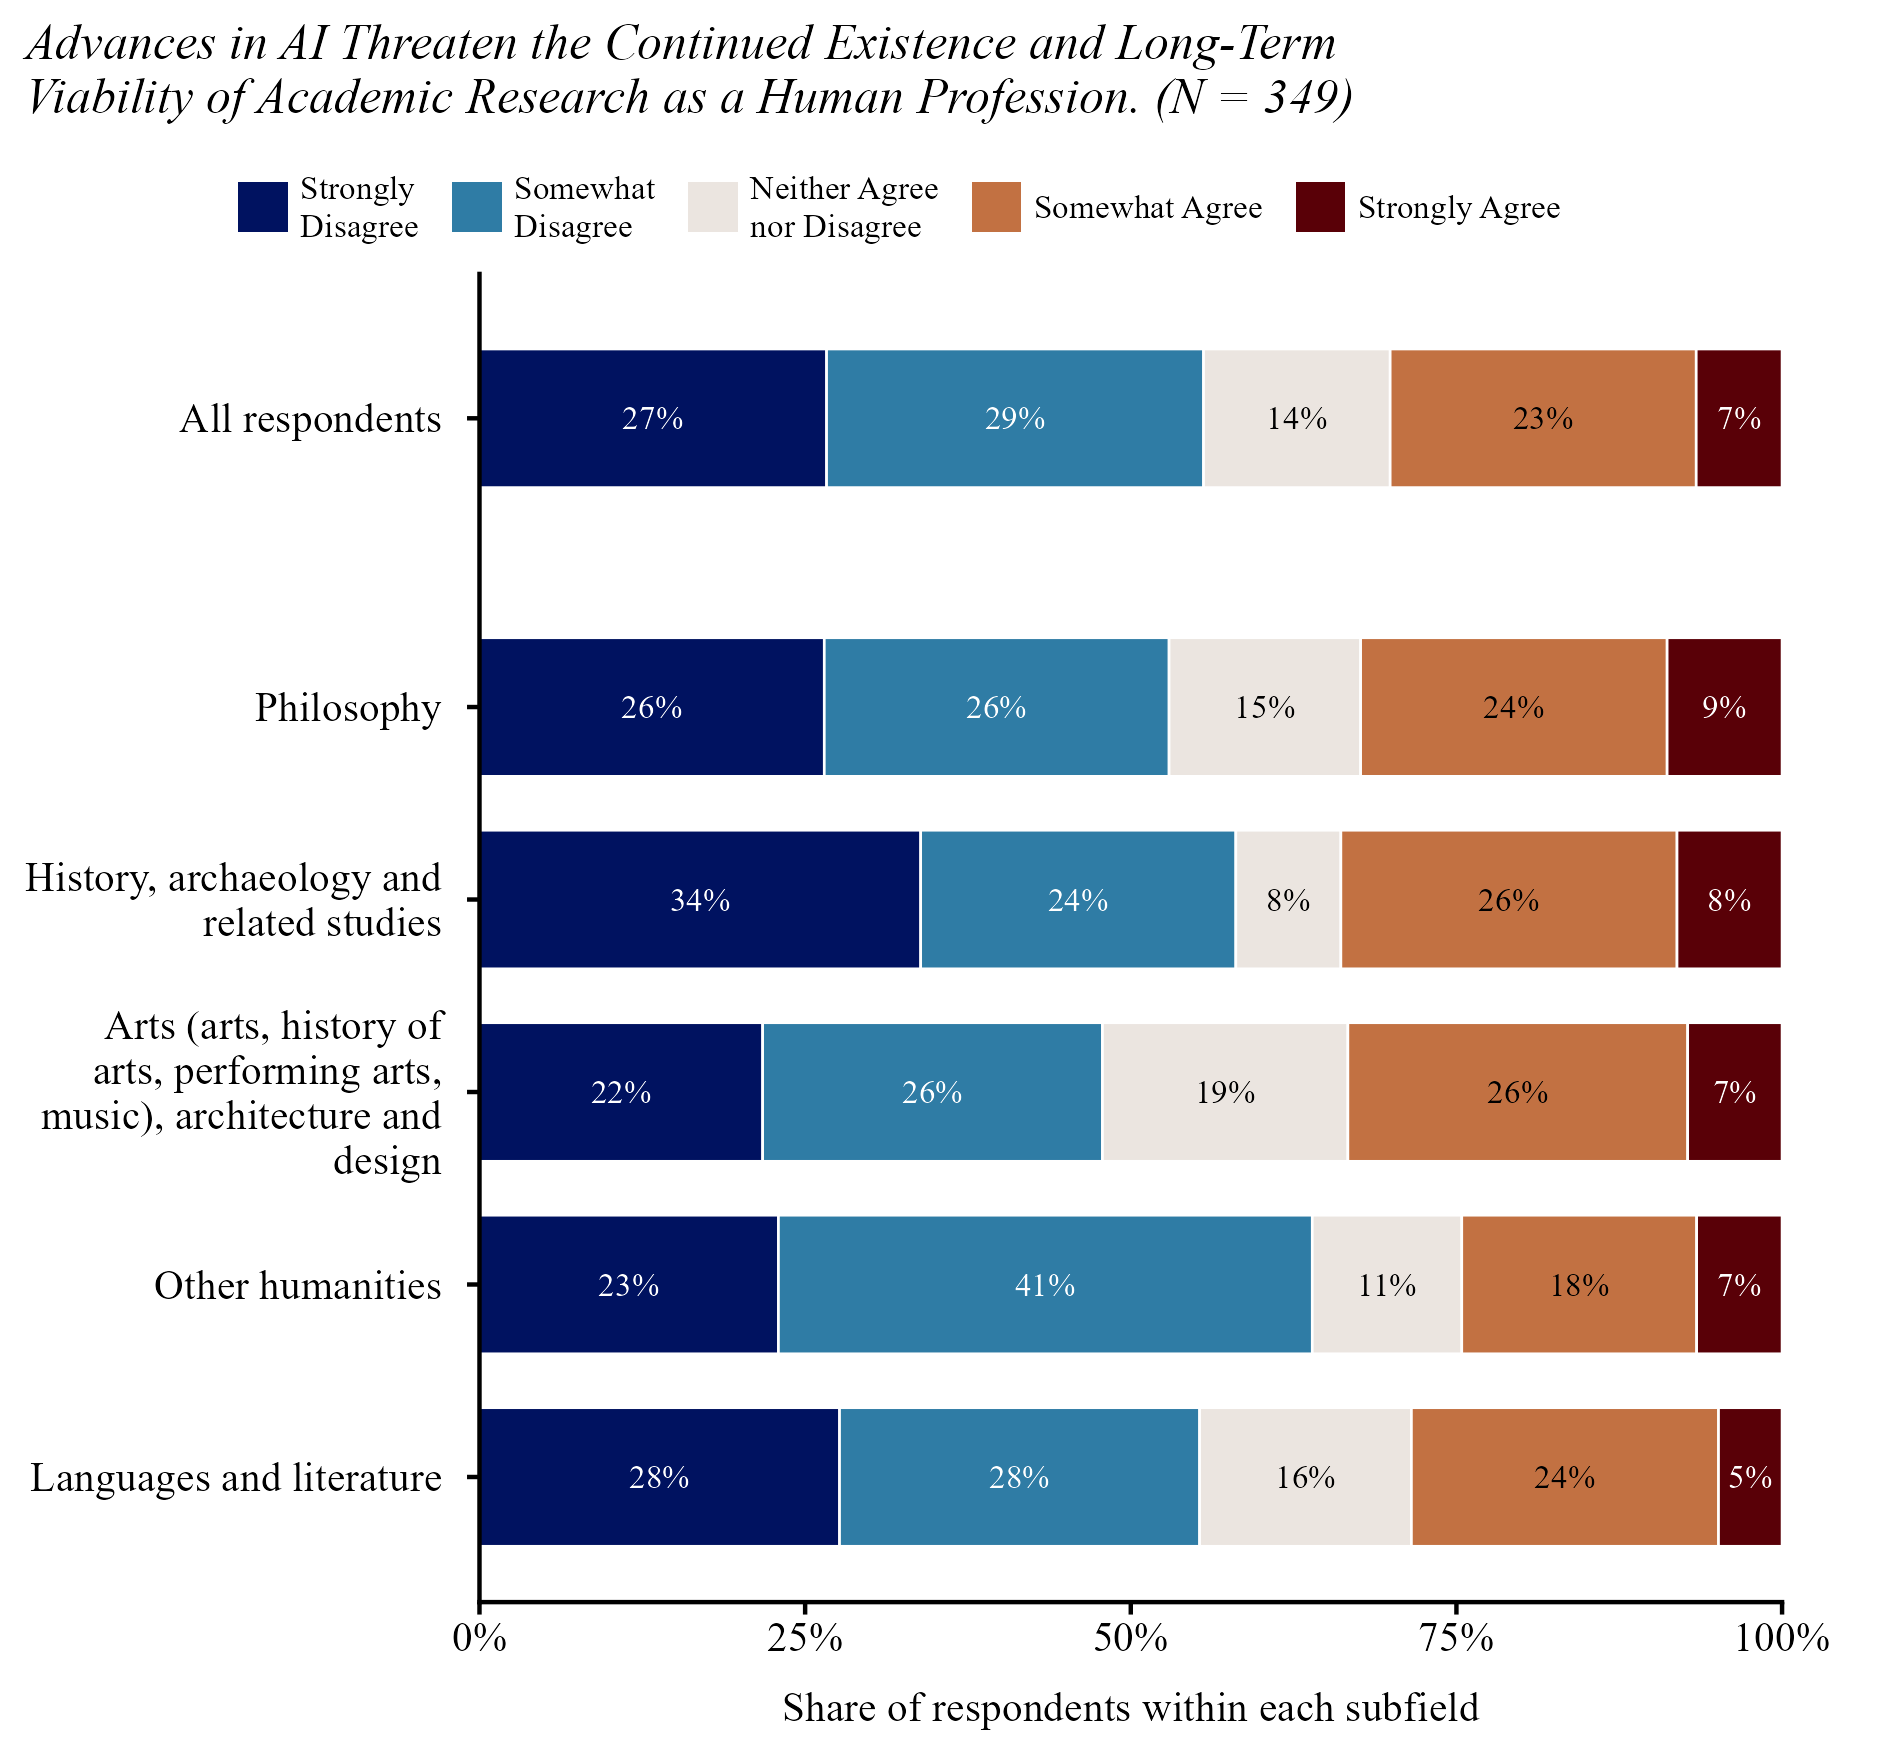 Advances in AI Threaten the Continued Existence and Long-Term
Viability of Academic Research as a Human Profession. (N = 349)
Strongly
Disagree
Somewhat
Disagree
Neither Agree
nor Disagree
Somewhat Agree
Strongly Agree
All respondents
27% 29% 14% 23% 7%
Philosophy
26% 26% 15% 24% 9%
History, archaeology and
related studies
34% 24% 8% 26% 8%
Arts (arts, history of
arts, performing arts,
music), architecture and
design
22% 26% 19% 26% 7%
Other humanities
23% 41% 11% 18% 7%
Languages and literature
28% 28% 16% 24% 5%
0% 25% 50% 75% 100%
Share of respondents within each subfield